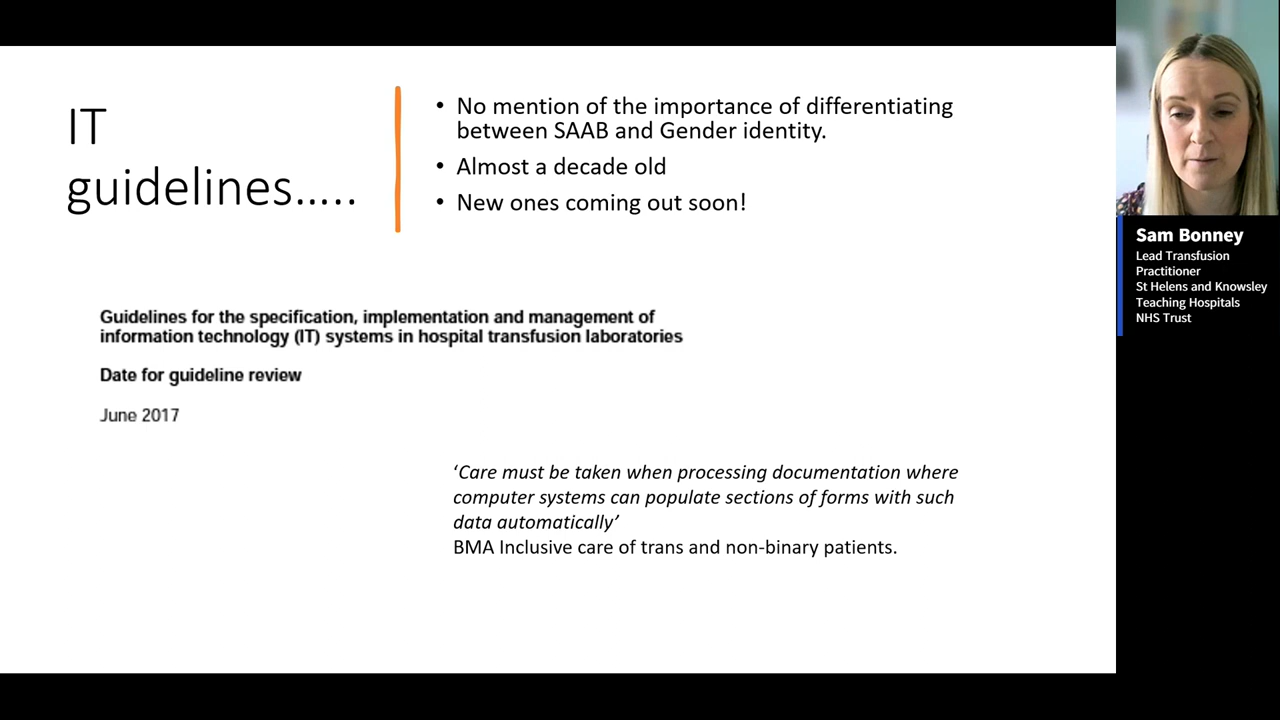 IT
guidelines.....
• No mention of the importance of differentiating
between SAAB and Gender identity.
• Almost a decade old
• New ones coming out soon!
Guidelines for the specification, implementation and management of
information technology (IT) systems in hospital transfusion laboratories
Date for guideline review
June 2017
‘Care must be taken when processing documentation where
computer systems can populate sections of forms with such
data automatically’
BMA Inclusive care of trans and non-binary patients.
Sam Bonney
Lead Transfusion
Practitioner
St Helens and Knowsley
Teaching Hospitals
NHS Trust